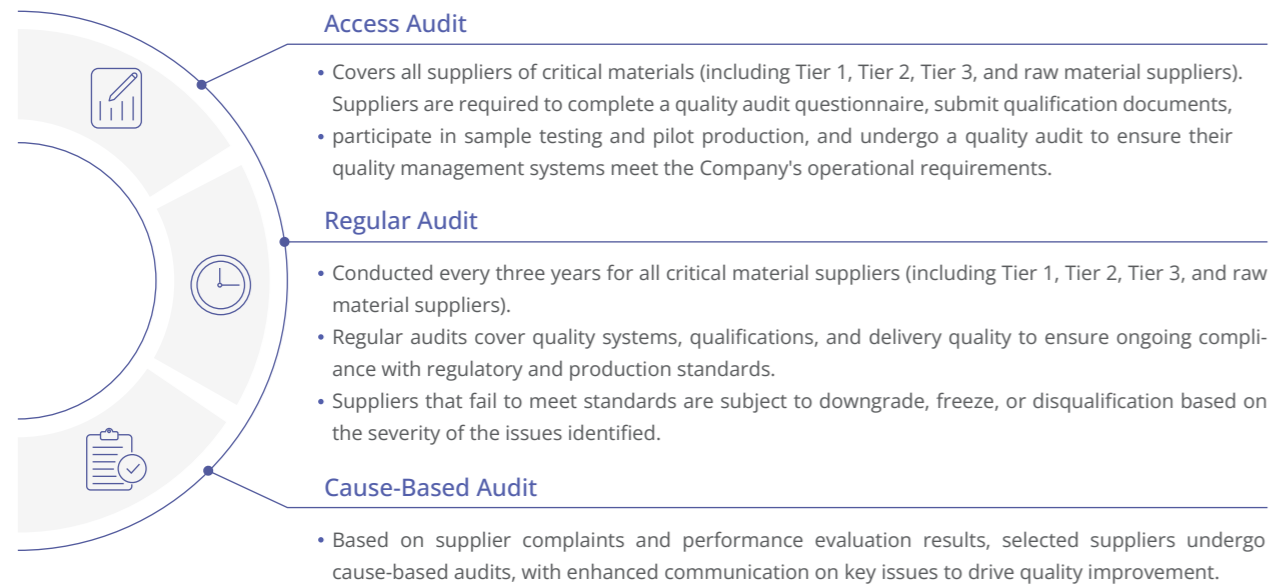 Access Audit
• Covers all suppliers of critical materials (including Tier 1, Tier 2, Tier 3, and raw material suppliers).
Suppliers are required to complete a quality audit questionnaire, submit qualification documents,
• participate in sample testing and pilot production, and undergo a quality audit to ensure their
quality management systems meet the Company's operational requirements.
Regular Audit
• Conducted every three years for all critical material suppliers (including Tier 1, Tier 2, Tier 3, and raw
material suppliers).
• Regular audits cover quality systems, qualifications, and delivery quality to ensure ongoing compli-
ance with regulatory and production standards.
• Suppliers that fail to meet standards are subject to downgrade, freeze, or disqualification based on
the severity of the issues identified.
Cause-Based Audit
• Based on supplier complaints and performance evaluation results, selected suppliers undergo
cause-based audits, with enhanced communication on key issues to drive quality improvement.